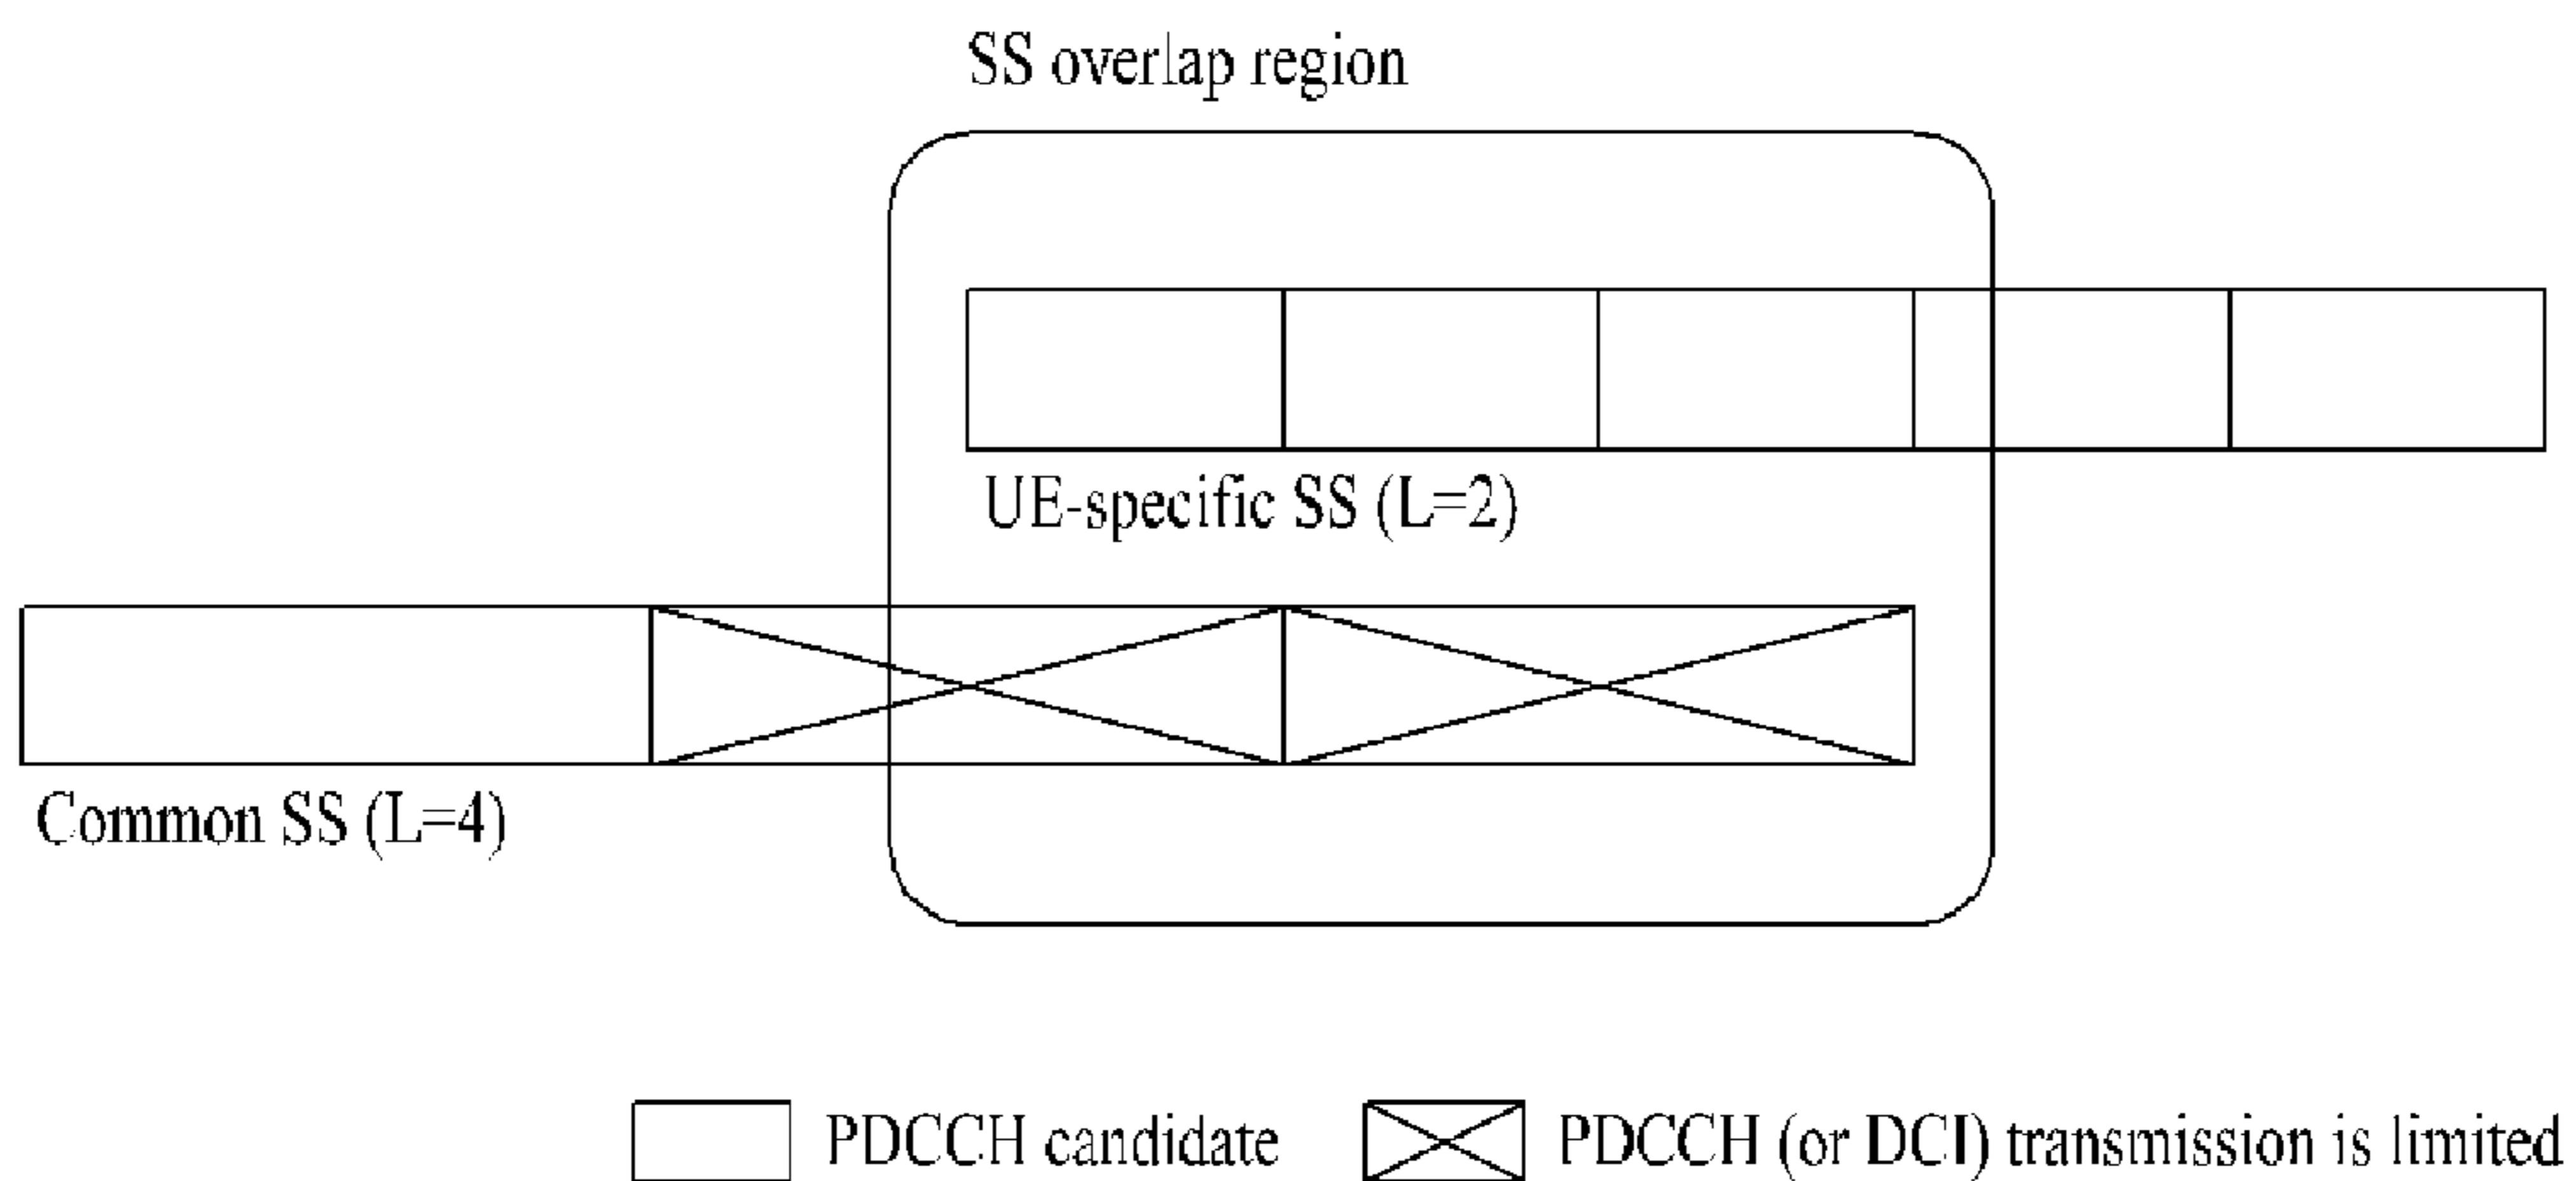 SS overlap region
UE-specific SS (L=2)
Common SS (L=4)
PDCCH candidate
PDCCH (or DCI) transmission is limited